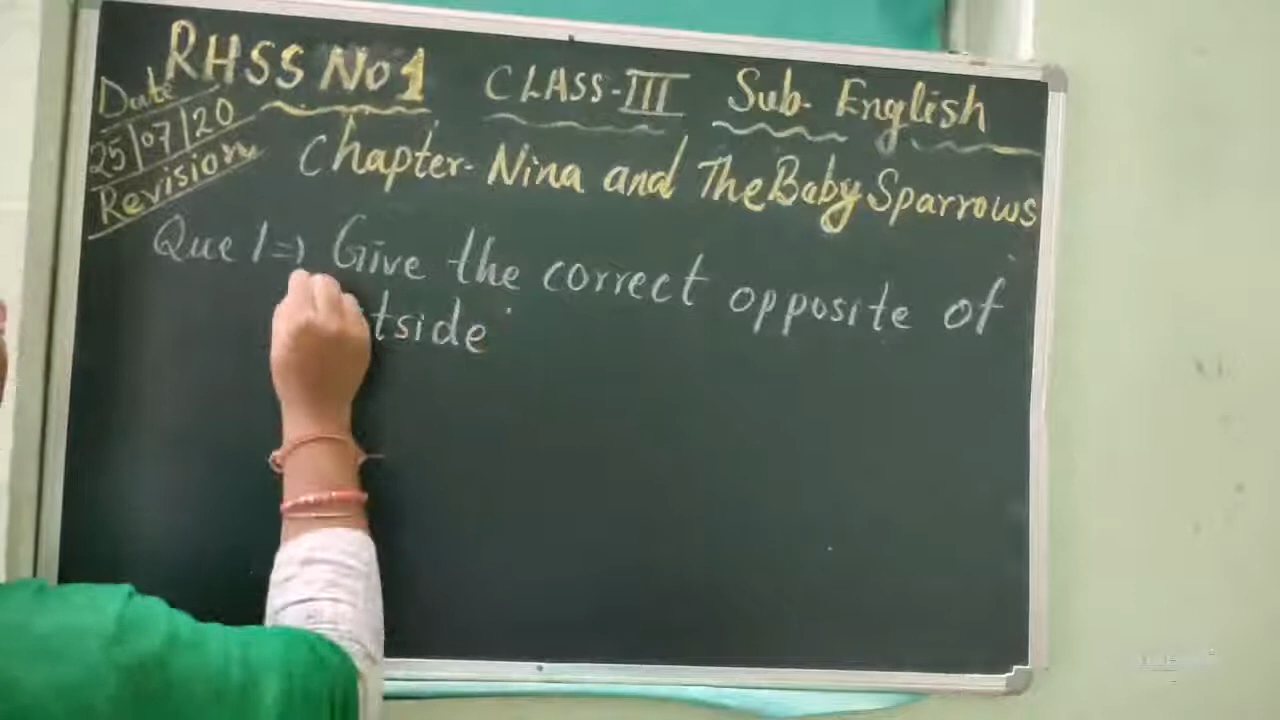 RHSS No 1 CLASS-III Sub- English
Date
25/07/20
Revision
Chapter- Nina and The Baby Sparrows
Que 1=> Give the correct opposite of
tside'